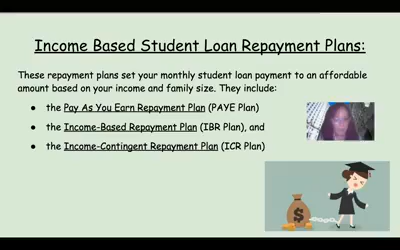 Income Based Student Loan Repayment Plans:
These repayment plans set your monthly student loan payment to an affordable
amount based on your income and family size. They include:
● the Pay As You Earn Repayment Plan (PAYE Plan)
● the Income-Based Repayment Plan (IBR Plan), and
● the Income-Contingent Repayment Plan (ICR Plan)
$